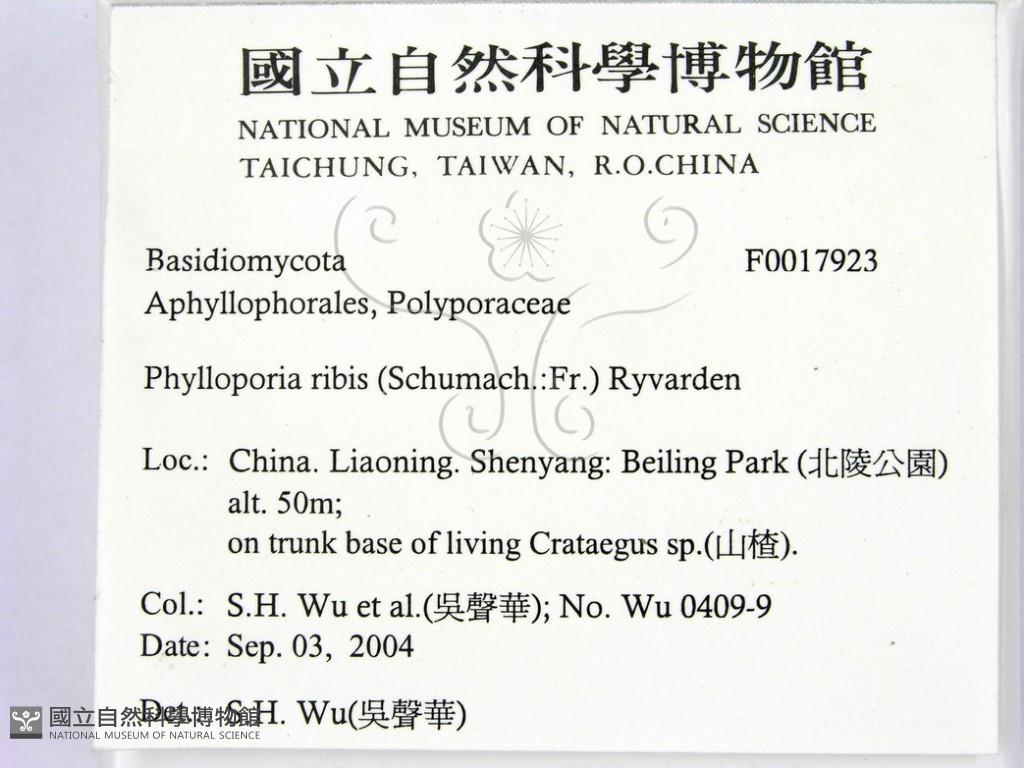 國立自然科學博物館
NATIONAL MUSEUM OF NATURAL SCIENCE
TAICHUNG, TAIWAN, R.O.CHINA
Basidiomycota F0017923
Aphyllophorales, Polyporaceae
Phylloporia ribis (Schumach.:Fr.) Ryvarden
Loc.: China. Liaoning. Shenyang: Beiling Park (北陵公園)
alt. 50m;
on trunk base of living Crataegus sp.(山楂).
Col.: S.H. Wu et al.(吳聲華); No. Wu 0409-9
Date: Sep. 03, 2004
Det.: S.H. Wu(吳聲華)
國立自然科學博物館
NATIONAL MUSEUM OF NATURAL SCIENCE